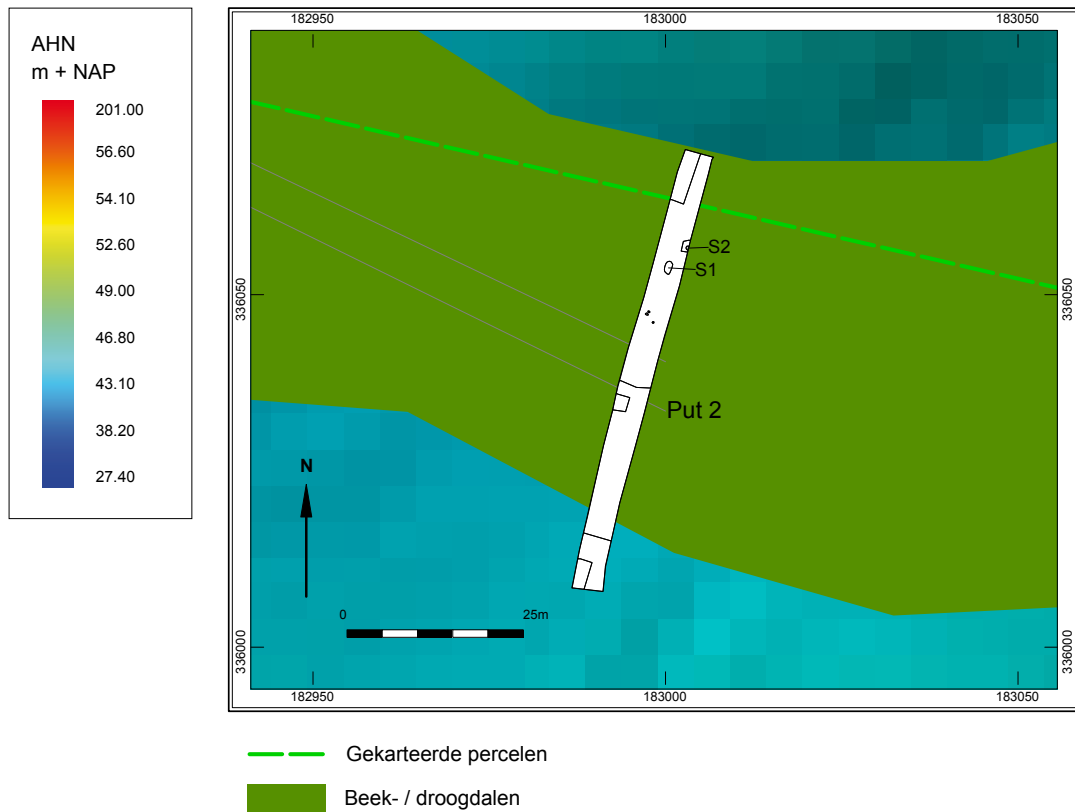 AHN
m + NAP
201.00
56.60
54.10
52.60
49.00
46.80
43.10
38.20
27.40
182950
183000
183050
336050
336050
336000
336000
S2
S1
Put 2
N
0
25m
182950
183000
183050
Gekarteerde percelen
Beek- / droogdalen